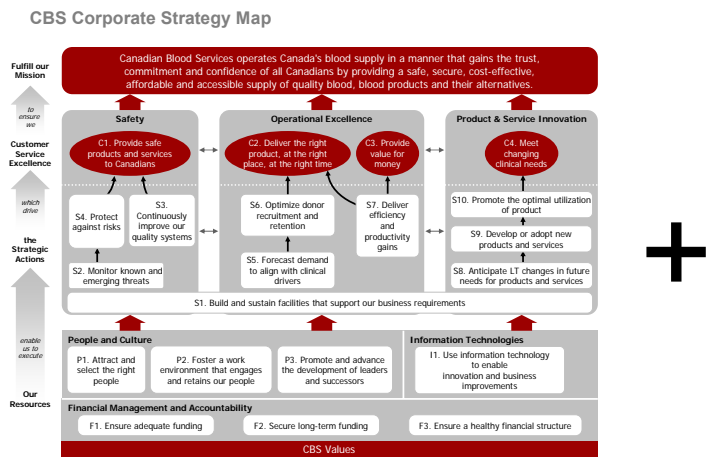 CBS Corporate Strategy Map
Fulfill our
Mission
Canadian Blood Services operates Canada's blood supply in a manner that gains the trust,
commitment and confidence of all Canadians by providing a safe, secure, cost-effective,
affordable and accessible supply of quality blood, blood products and their alternatives.
to
ensure
we
Customer
Service
Excellence
Safety
C1. Provide safe
products and services
to Canadians
Operational Excellence
C2. Deliver the right
product, at the right
place, at the right time
C3. Provide
value for
money
Product & Service Innovation
C4. Meet
changing
clinical needs
which
drive
the
Strategic
Actions
S4. Protect
against risks
S3.
Continuously
improve our
quality systems
S2. Monitor known and
emerging threats
S6. Optimize donor
recruitment and
retention
S5. Forecast demand
to align with clinical
drivers
S7. Deliver
efficiency
and
productivity
gains
S10. Promote the optimal utilization
of product
S9. Develop or adopt new
products and services
S8. Anticipate LT changes in future
needs for products and services
S1. Build and sustain facilities that support our business requirements
enable
us to
execute
Our
Resources
People and Culture
P1. Attract and
select the right
people
P2. Foster a work
environment that engages
and retains our people
P3. Promote and advance
the development of leaders
and successors
Information Technologies
I1. Use information technology
to enable
innovation and business
improvements
Financial Management and Accountability
F1. Ensure adequate funding
F2. Secure long-term funding
F3. Ensure a healthy financial structure
CBS Values
+